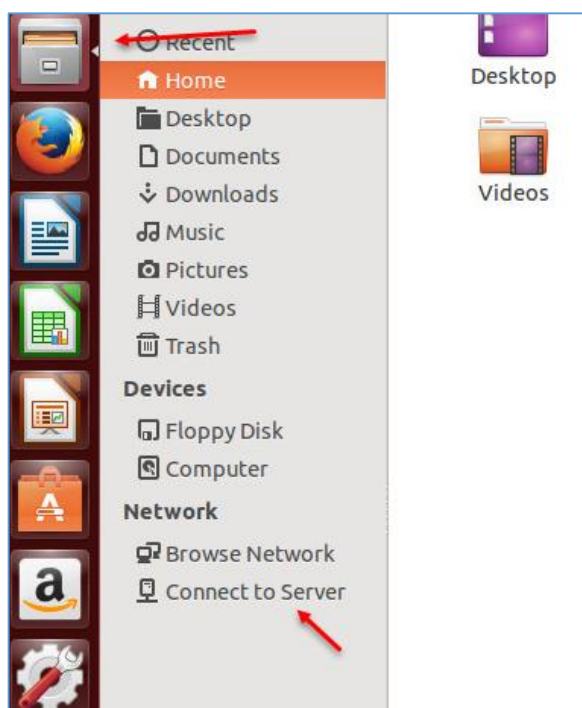 Recent
Home
Desktop
Documents
Downloads
Music
Pictures
Videos
Trash
Devices
Floppy Disk
Computer
Network
Browse Network
Connect to Server
Desktop
Videos